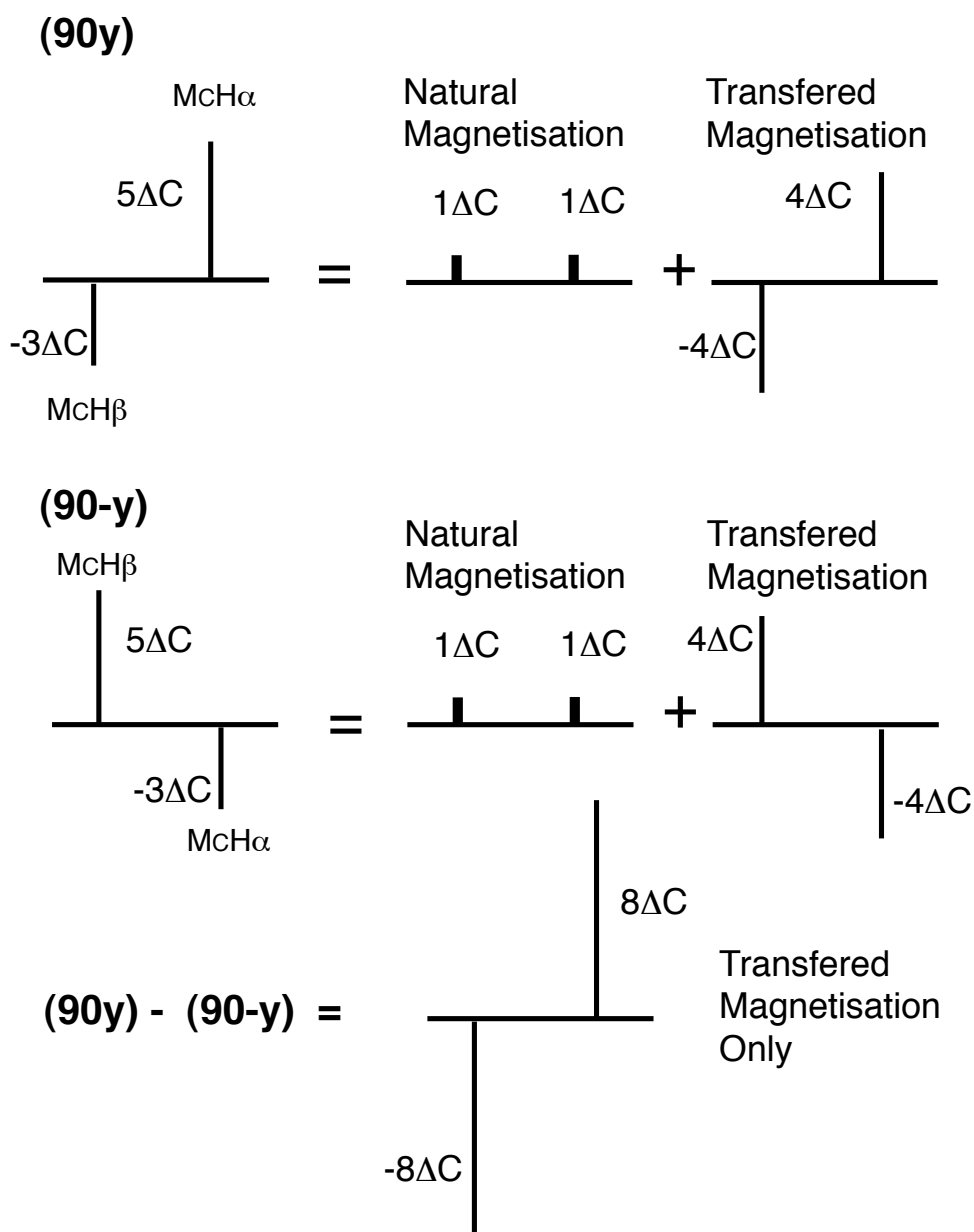 (90y)
McHα
Natural
Magnetisation
Transfered
Magnetisation
5ΔC
1ΔC 1ΔC
4ΔC
= +
-3ΔC
-4ΔC
McHβ
(90-y)
McHβ
Natural
Magnetisation
Transfered
Magnetisation
5ΔC
1ΔC 1ΔC
4ΔC
= +
-3ΔC
-4ΔC
McHα
8ΔC
(90y) - (90-y) =
Transfered
Magnetisation
Only
-8ΔC